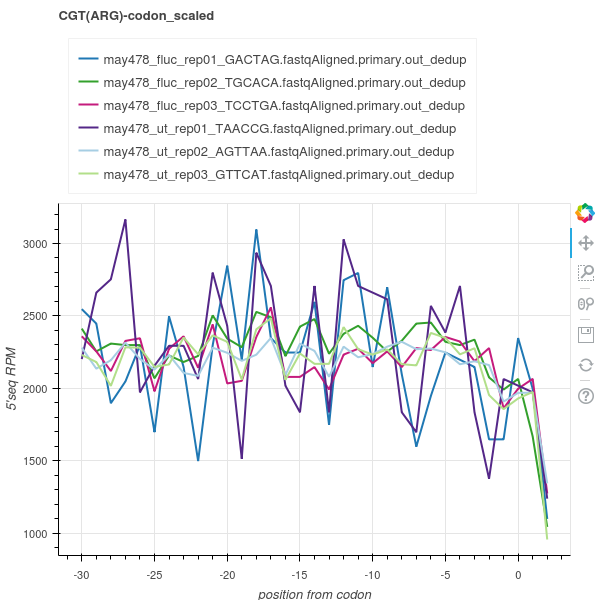 CGT(ARG)-codon_scaled
may478_fluc_rep01_GACTAG.fastqAligned.primary.out_dedup
may478_fluc_rep02_TGCACA.fastqAligned.primary.out_dedup
may478_fluc_rep03_TCCTGA.fastqAligned.primary.out_dedup
may478_ut_rep01_TAACCG.fastqAligned.primary.out_dedup
may478_ut_rep02_AGTTAA.fastqAligned.primary.out_dedup
may478_ut_rep03_GTTCAT.fastqAligned.primary.out_dedup
3000
2500
2000
1500
1000
5'seq RPM
-30 -25 -20 -15 -10 -5 0
position from codon